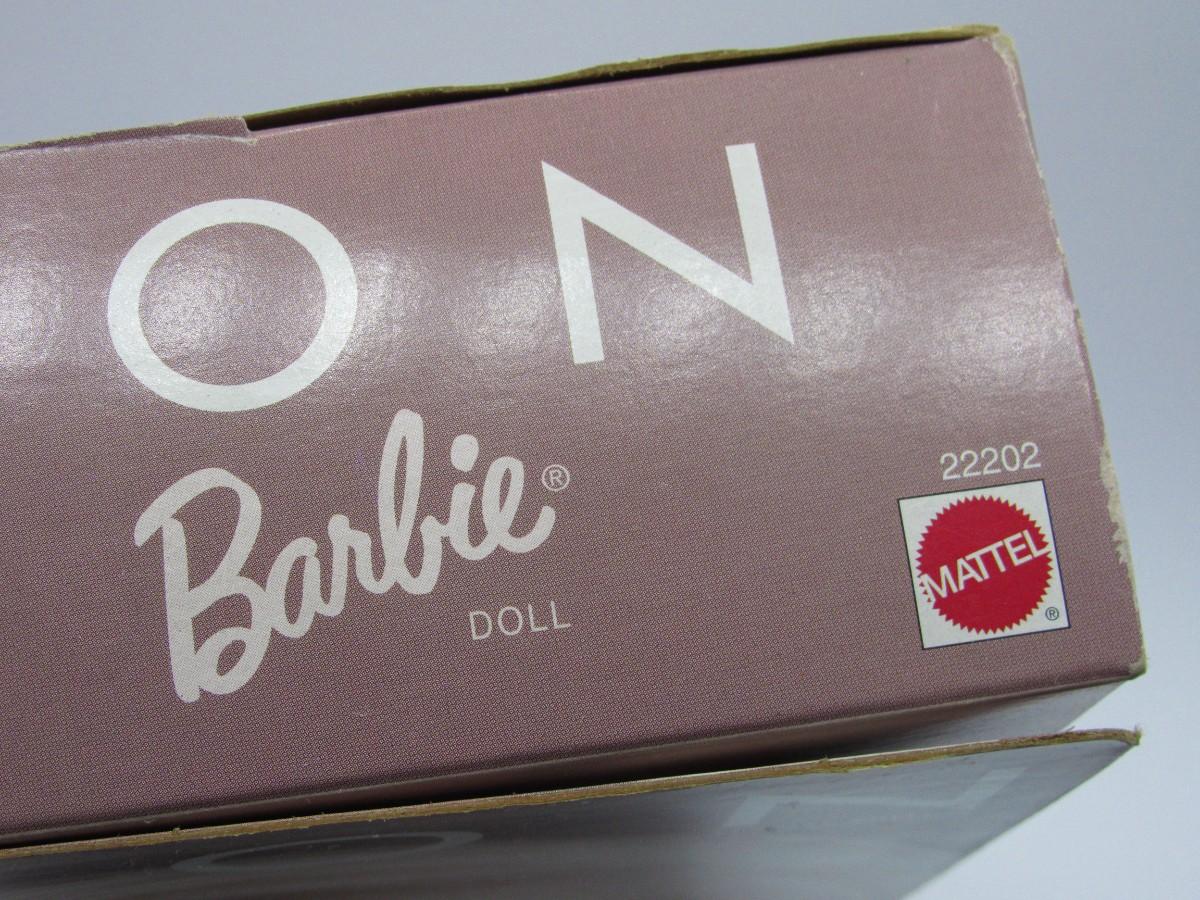 O N
Barbie®
DOLL
22202
MATTEL
®